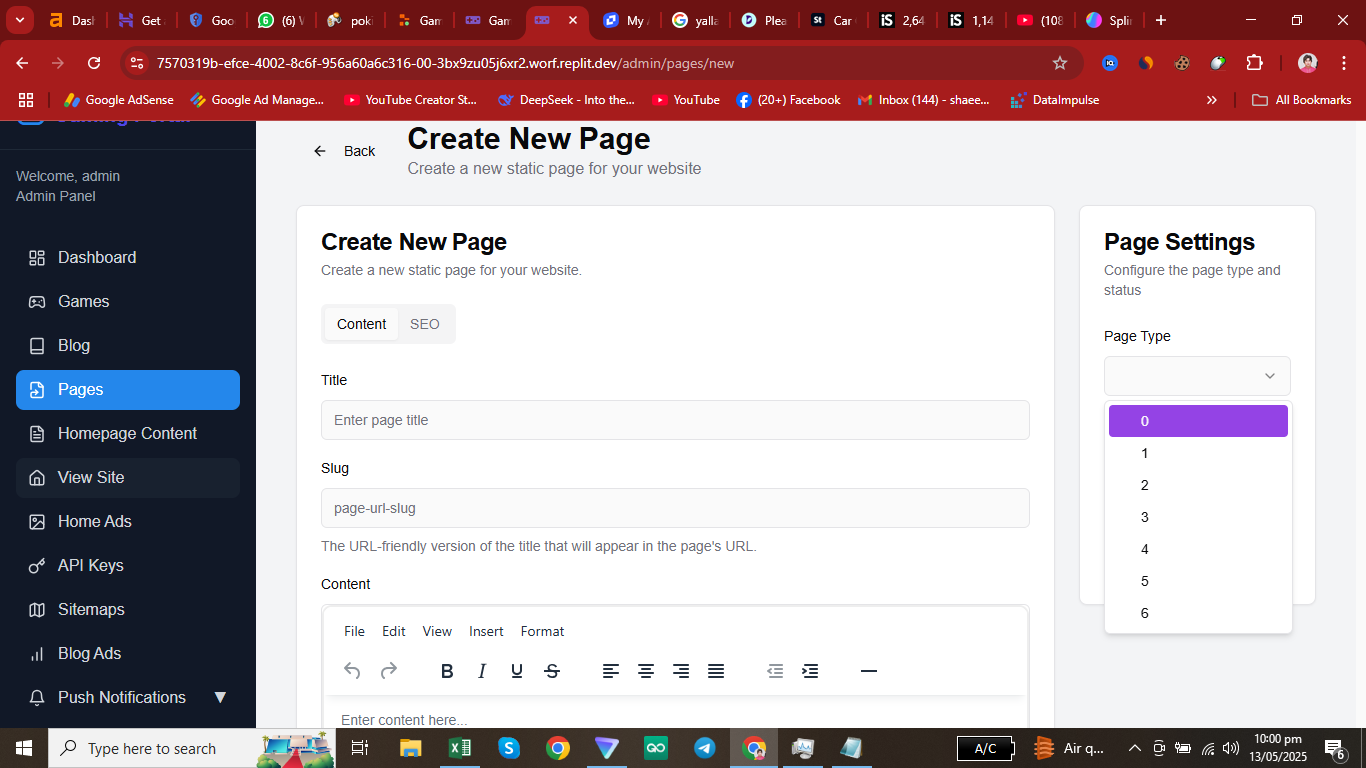 Dash
Get
Goo
(6) W
poki
Gam
Gam
My
yalla
Plea
Car
2,64
1,14
(108
Splin
7570319b-efce-4002-8c6f-956a60a6c316-00-3bx9zu05j6xr2.worf.replit.dev/admin/pages/new
Google AdSense
Google Ad Manage...
YouTube Creator St...
DeepSeek - Into the...
YouTube
(20+) Facebook
Inbox (144) - shaee...
DataImpulse
All Bookmarks
Welcome, admin
Admin Panel
Dashboard
Games
Blog
Pages
Homepage Content
View Site
Home Ads
API Keys
Sitemaps
Blog Ads
Push Notifications ▼
Back
Create New Page
Create a new static page for your website
Create New Page
Create a new static page for your website.
Content SEO
Title
Enter page title
Slug
page-url-slug
The URL-friendly version of the title that will appear in the page's URL.
Content
File Edit View Insert Format
B I U S
Enter content here...
Page Settings
Configure the page type and
status
Page Type
0
1
2
3
4
5
6
Type here to search
A/C
Air q...
10:00 pm
13/05/2025
6